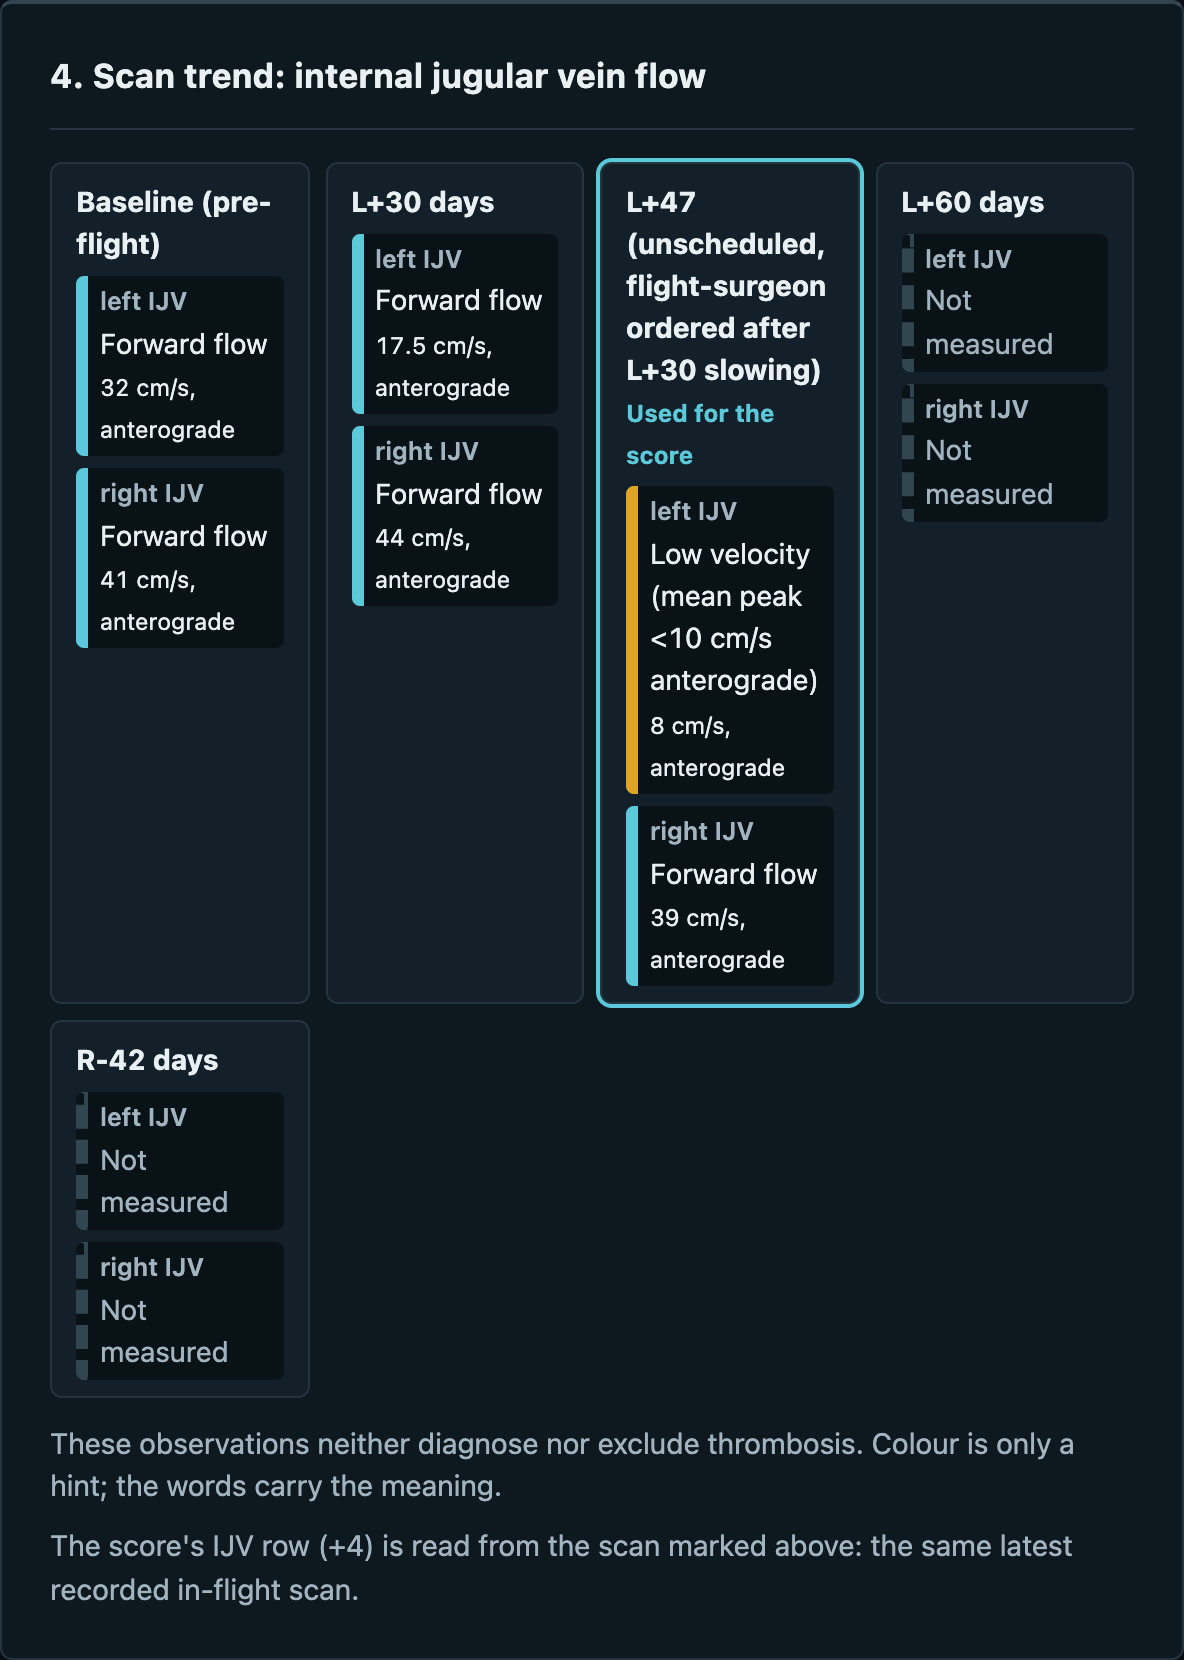 4. Scan trend: internal jugular vein flow
Baseline (pre-
flight)
left IJV
Forward flow
32 cm/s,
anterograde
right IJV
Forward flow
41 cm/s,
anterograde
L+30 days
left IJV
Forward flow
17.5 cm/s,
anterograde
right IJV
Forward flow
44 cm/s,
anterograde
L+47
(unscheduled,
flight-surgeon
ordered after
L+30 slowing)
Used for the
score
left IJV
Low velocity
(mean peak
<10 cm/s
anterograde)
8 cm/s,
anterograde
right IJV
Forward flow
39 cm/s,
anterograde
L+60 days
left IJV
Not
measured
right IJV
Not
measured
R-42 days
left IJV
Not
measured
right IJV
Not
measured
These observations neither diagnose nor exclude thrombosis. Colour is only a
hint; the words carry the meaning.
The score's IJV row (+4) is read from the scan marked above: the same latest
recorded in-flight scan.